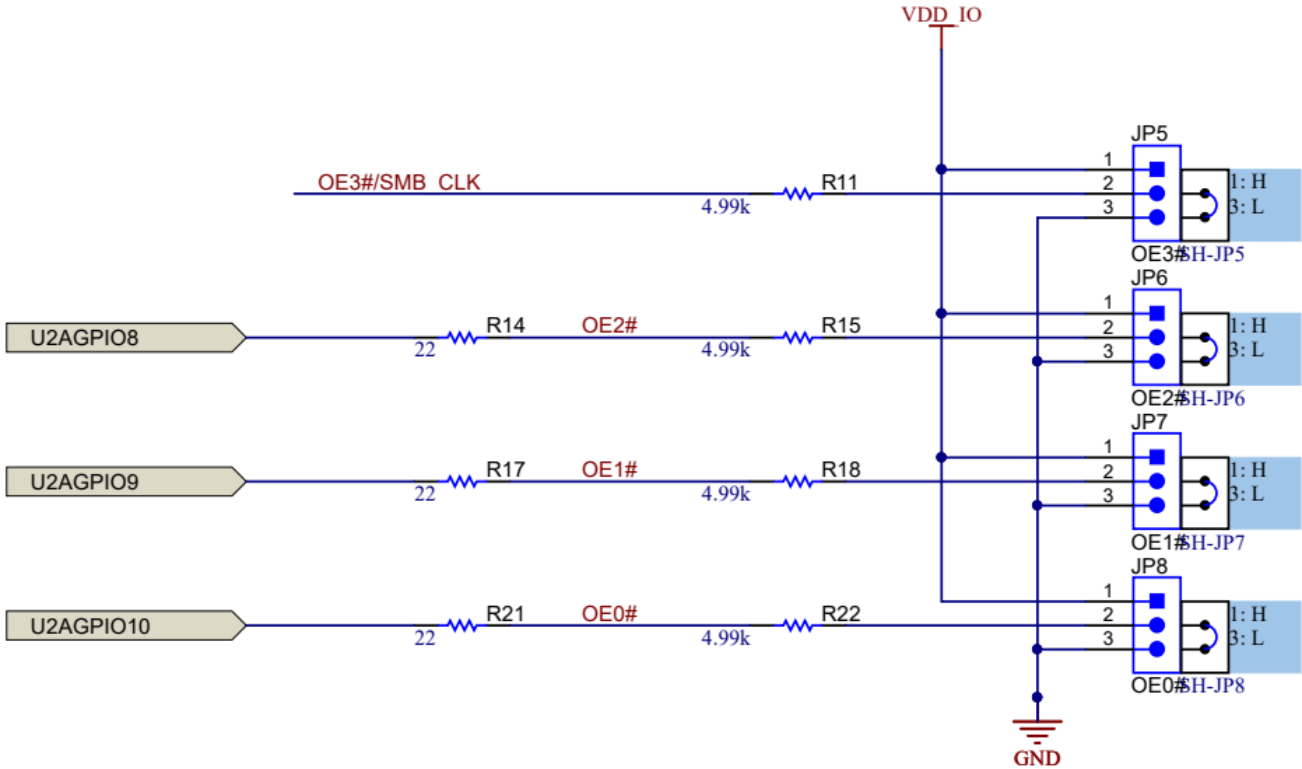 VDD_IO
JP5
OE3#/SMB_CLK
R11
4.99k
1
2
3
1: H
3: L
OE3#
SH-JP5
JP6
U2AGPIO8
22
R14
OE2#
4.99k
R15
1
2
3
1: H
3: L
OE2#
SH-JP6
JP7
U2AGPIO9
22
R17
OE1#
4.99k
R18
1
2
3
1: H
3: L
OE1#
SH-JP7
JP8
U2AGPIO10
22
R21
OE0#
4.99k
R22
1
2
3
1: H
3: L
OE0#
SH-JP8
GND